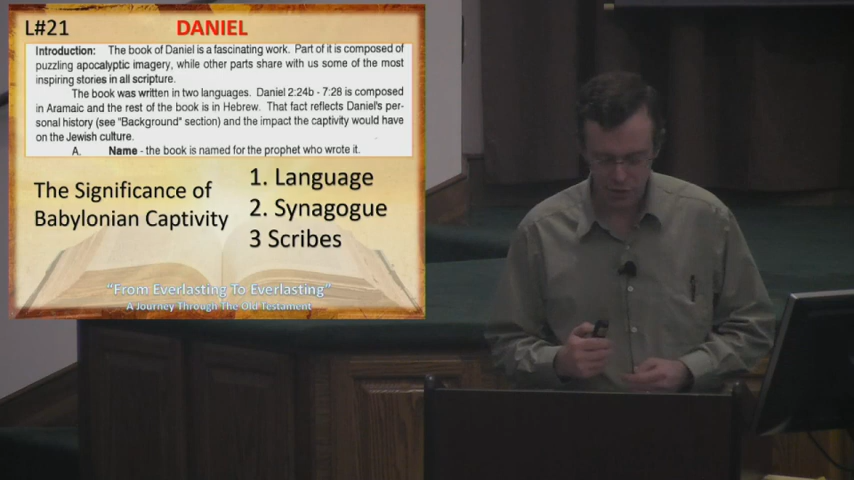 L#21
DANIEL
Introduction: The book of Daniel is a fascinating work. Part of it is composed of
puzzling apocalyptic imagery, while other parts share with us some of the most
inspiring stories in all scripture.
The book was written in two languages. Daniel 2:24b - 7:28 is composed
in Aramaic and the rest of the book is in Hebrew. That fact reflects Daniel's per-
sonal history (see "Background" section) and the impact the captivity would have
on the Jewish culture.
A. Name - the book is named for the prophet who wrote it.
The Significance of
Babylonian Captivity
1. Language
2. Synagogue
3 Scribes
"From Everlasting To Everlasting"
A Journey Through The Old Testament